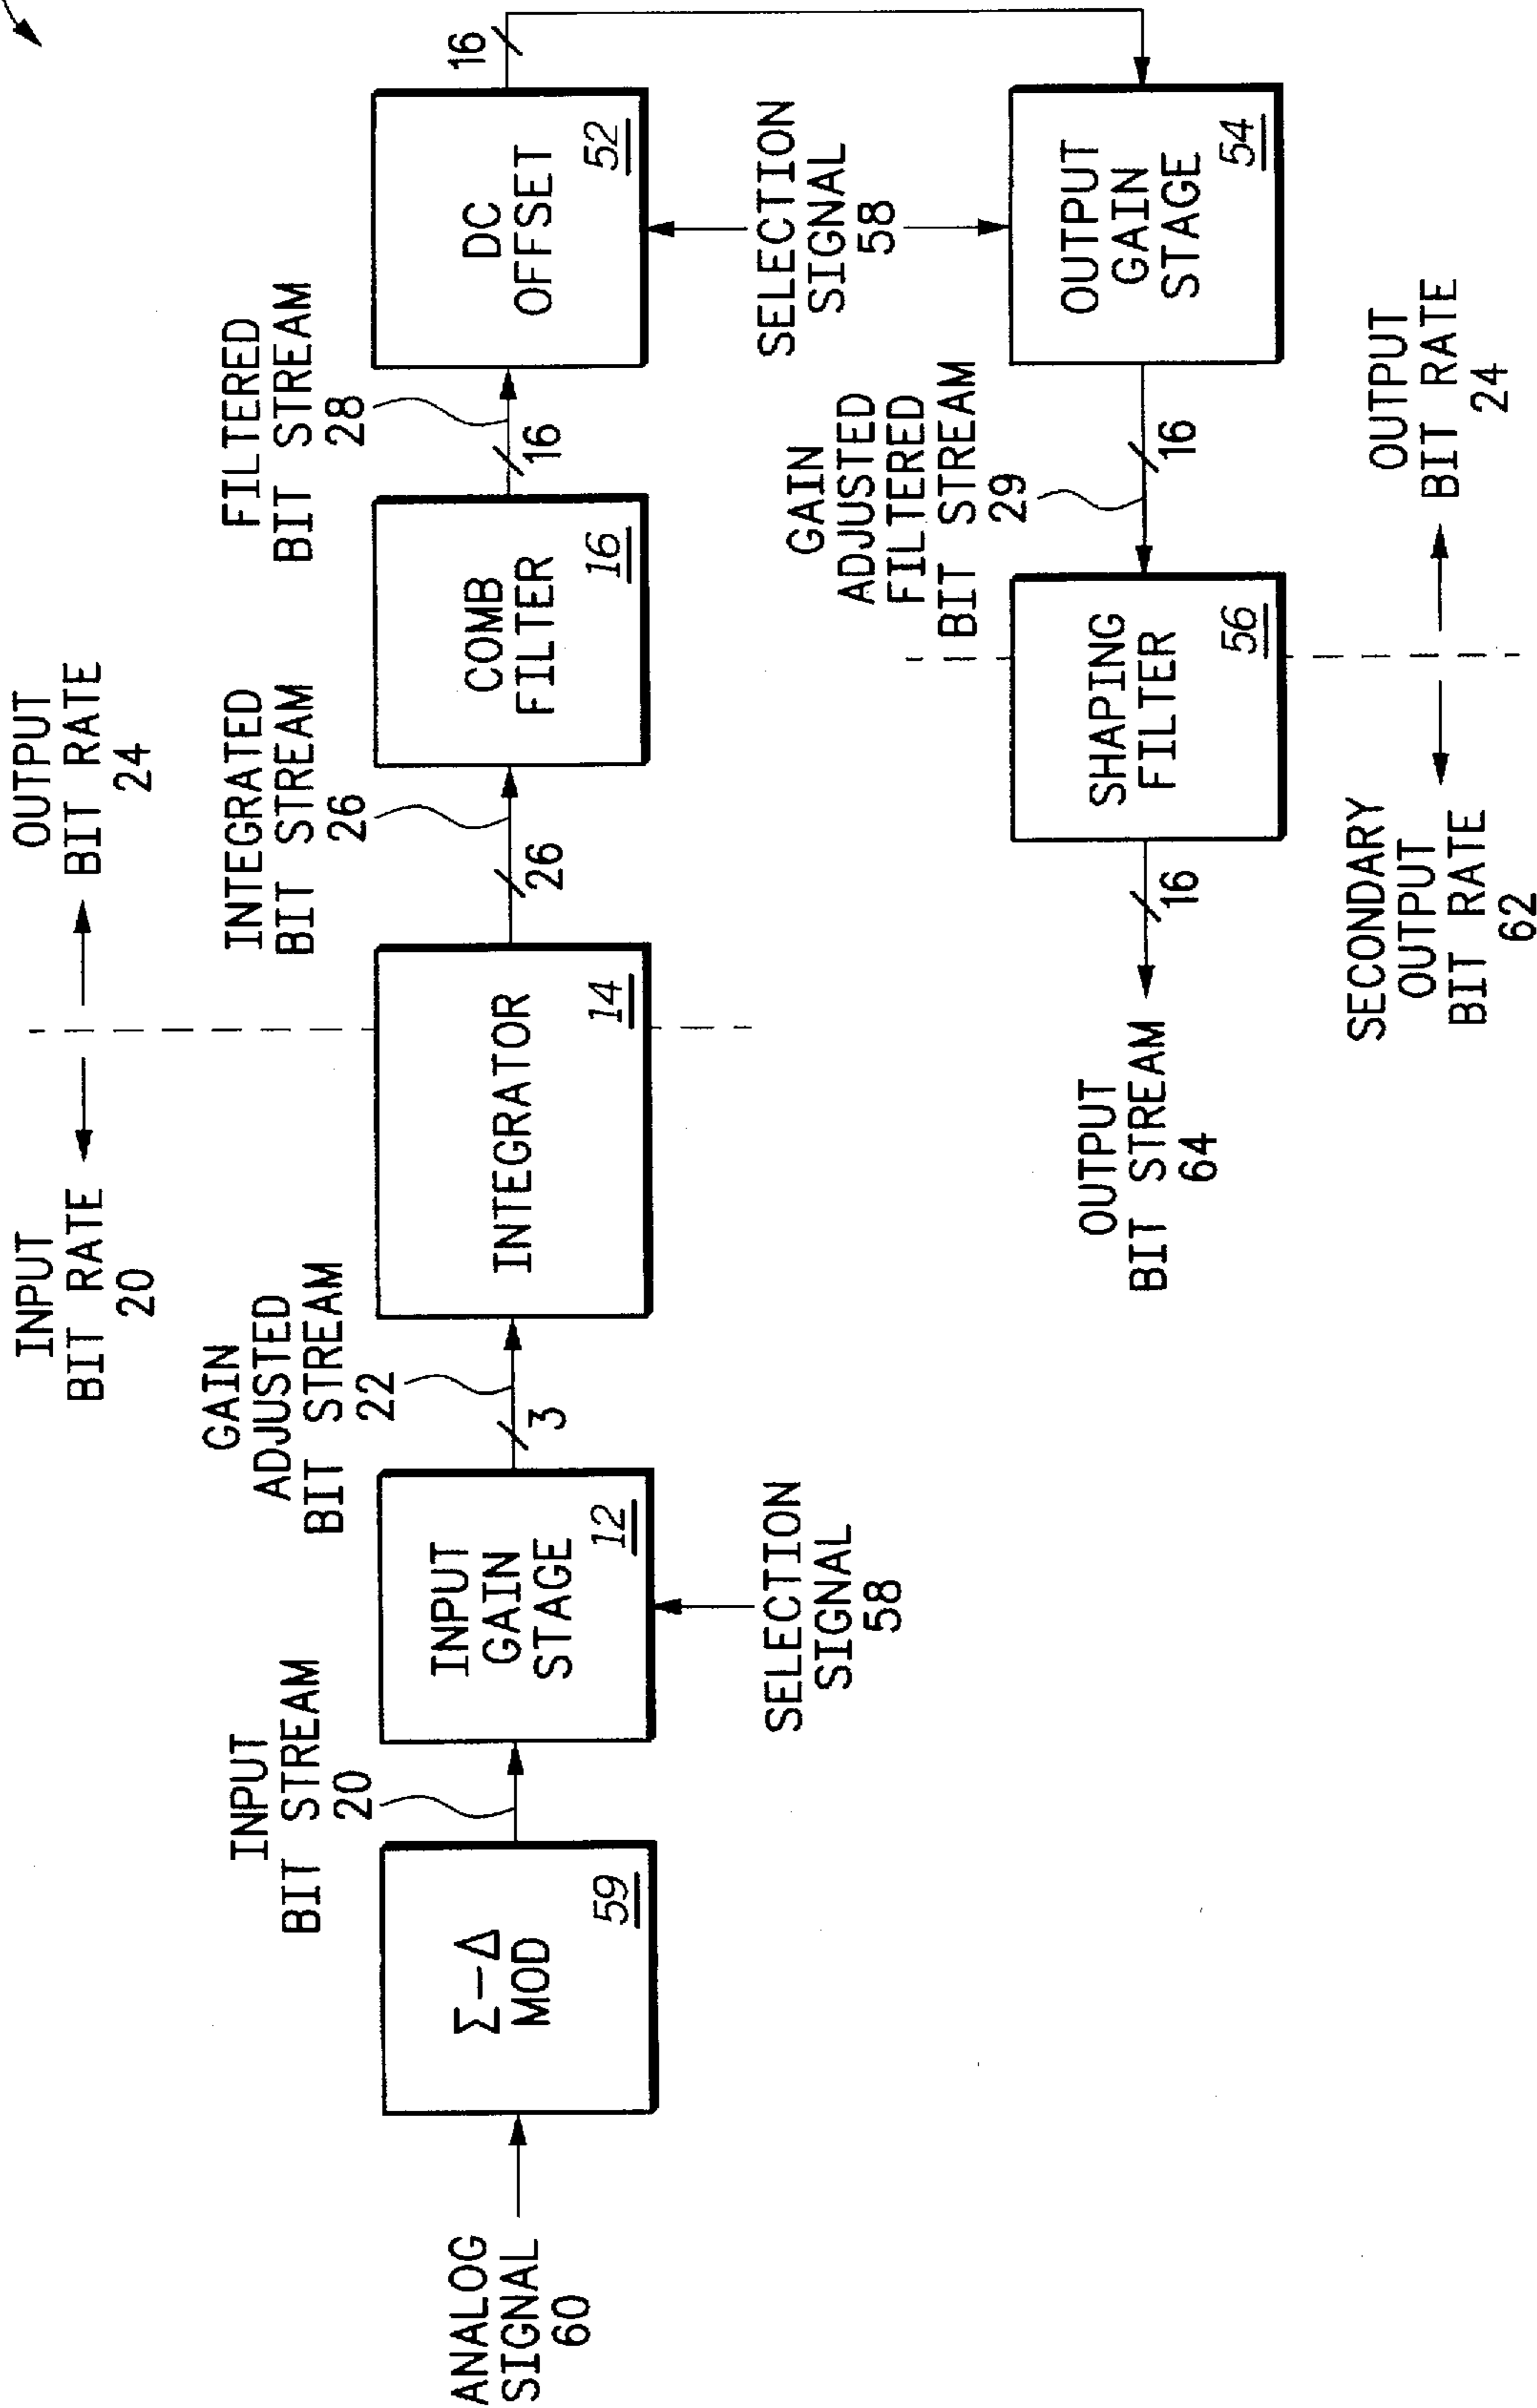 INPUT
BIT RATE
20
OUTPUT
BIT RATE
24
ANALOG
SIGNAL
60
Σ-Δ
MOD
59
INPUT
BIT STREAM
20
INPUT
GAIN
STAGE
12
SELECTION
SIGNAL
58
GAIN
ADJUSTED
BIT STREAM
22
3
INTEGRATOR
14
INTEGRATED
BIT STREAM
26
26
COMB
FILTER
16
FILTERED
BIT STREAM
28
16
DC
OFFSET
52
16
SELECTION
SIGNAL
58
OUTPUT
GAIN
STAGE
54
GAIN
ADJUSTED
FILTERED
BIT STREAM
29
16
SHAPING
FILTER
56
16
OUTPUT
BIT STREAM
64
SECONDARY
OUTPUT
BIT RATE
62
OUTPUT
BIT RATE
24